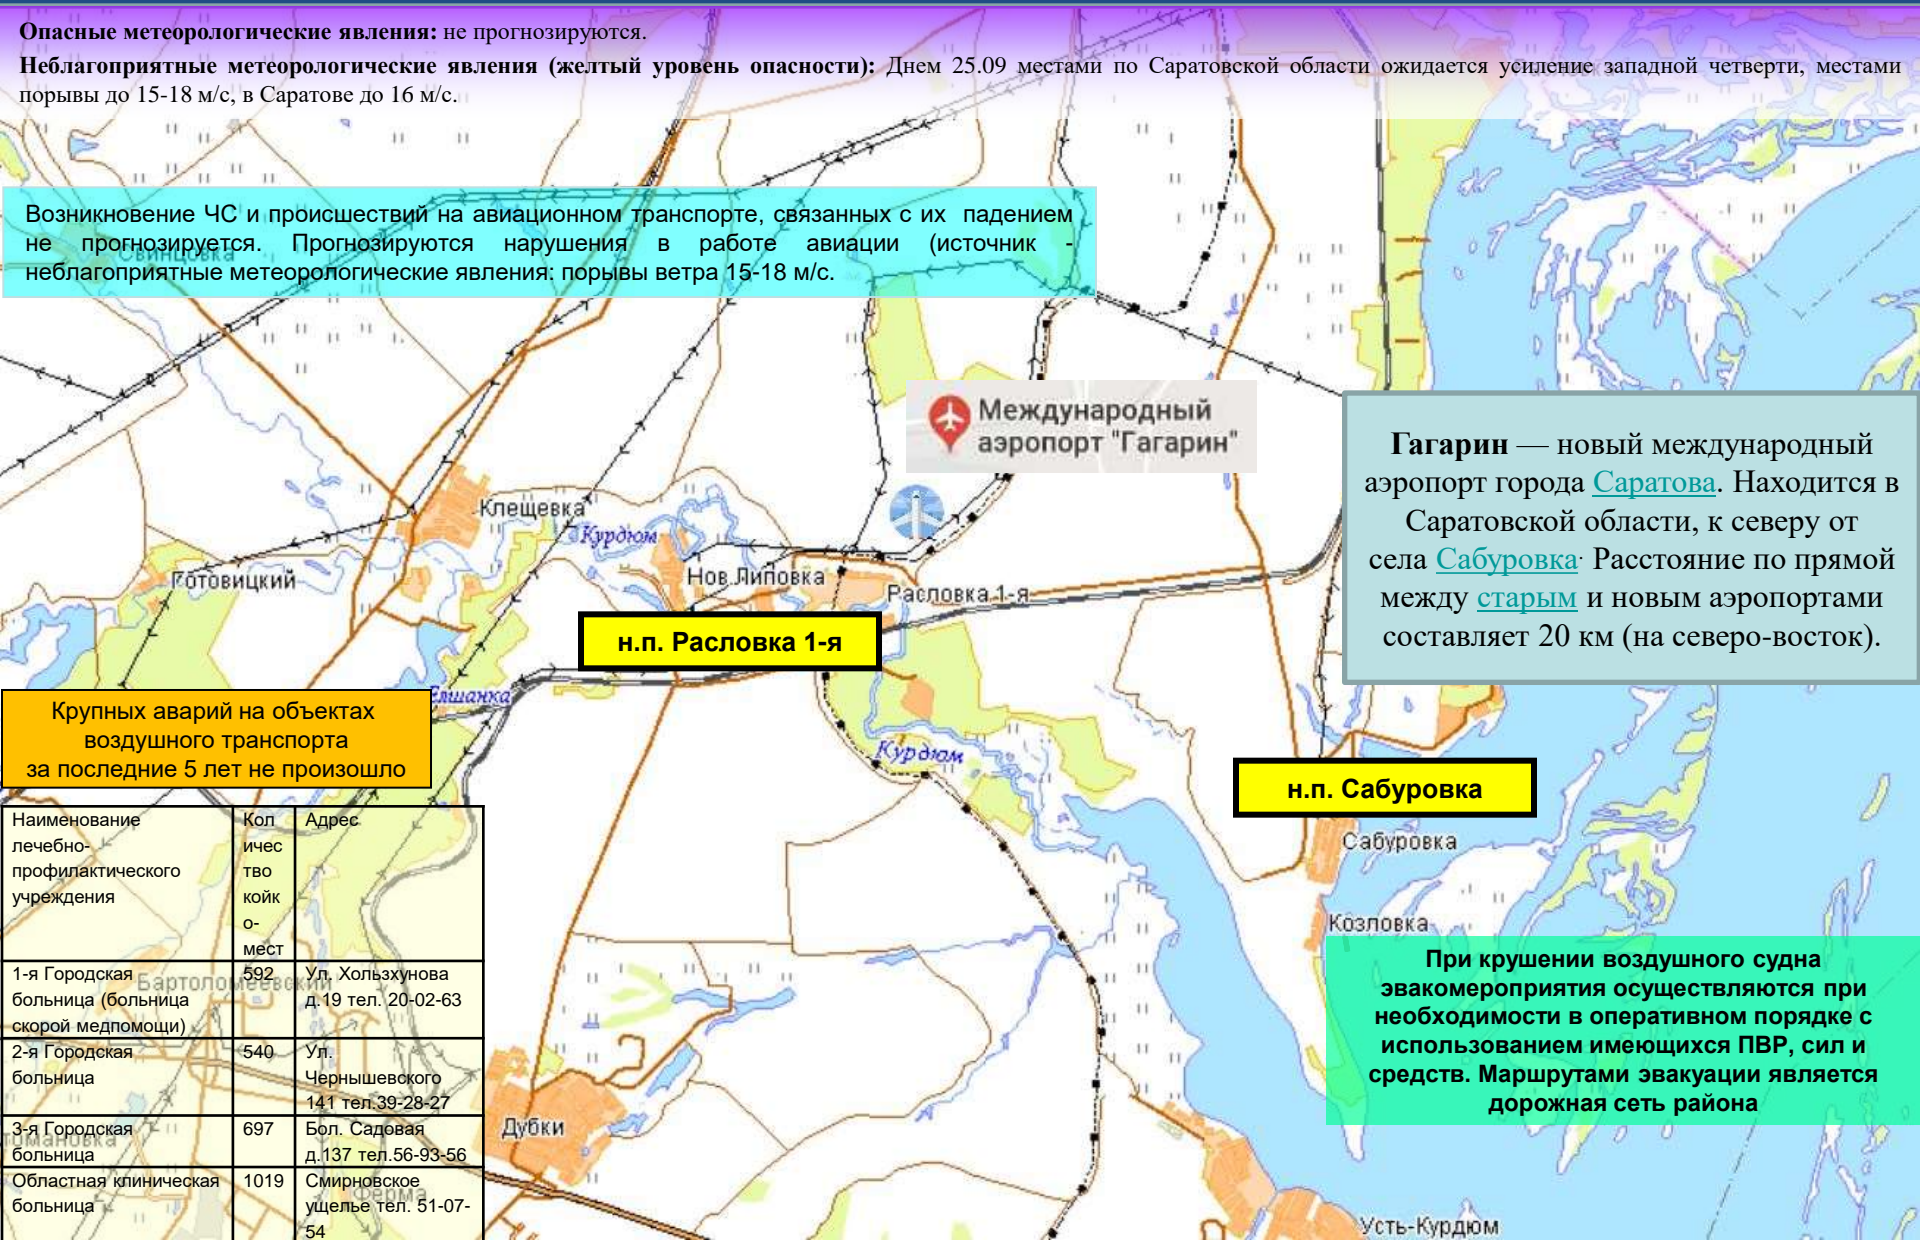 Опасные метеорологические явления: не прогнозируются.
Неблагоприятные метеорологические явления (желтый уровень опасности): Днем 25.09 местами по Саратовской области ожидается усиление западной четверти, местами
порывы до 15-18 м/с, в Саратове до 16 м/с.
Возникновение ЧС и происшествий на авиационном транспорте, связанных с их падением
не прогнозируется. Прогнозируются нарушения в работе авиации (источник -
неблагоприятные метеорологические явления: порывы ветра 15-18 м/с.
Свинцовка
Международный
аэропорт "Гагарин"
Гагарин — новый международный
аэропорт города Саратова. Находится в
Саратовской области, к северу от
села Сабуровка. Расстояние по прямой
между старым и новым аэропортами
составляет 20 км (на северо-восток).
Клещевка
Курдюм
Готовицкий
Нов.Липовка
Расловка 1-я
н.п. Расловка 1-я
Елшанка
Крупных аварий на объектах
воздушного транспорта
за последние 5 лет не произошло
Курдюм
н.п. Сабуровка
Сабуровка
Козловка
Наименование
лечебно-
профилактического
учреждения
Кол
ичес
тво
койк
о-
мест
Адрес
1-я Городская
больница (больница
скорой медпомощи)
592
Ул. Хользхунова
д.19 тел. 20-02-63
Бартоломеевский
2-я Городская
больница
540
Ул.
Чернышевского
141 тел.39-28-27
3-я Городская
больница
697
Бол. Садовая
д.137 тел.56-93-56
Областная клиническая
больница
1019
Смирновское
ущелье тел. 51-07-
54
Ферма
Дубки
При крушении воздушного судна
эвакомероприятия осуществляются при
необходимости в оперативном порядке с
использованием имеющихся ПВР, сил и
средств. Маршрутами эвакуации является
дорожная сеть района
Усть-Курдюм